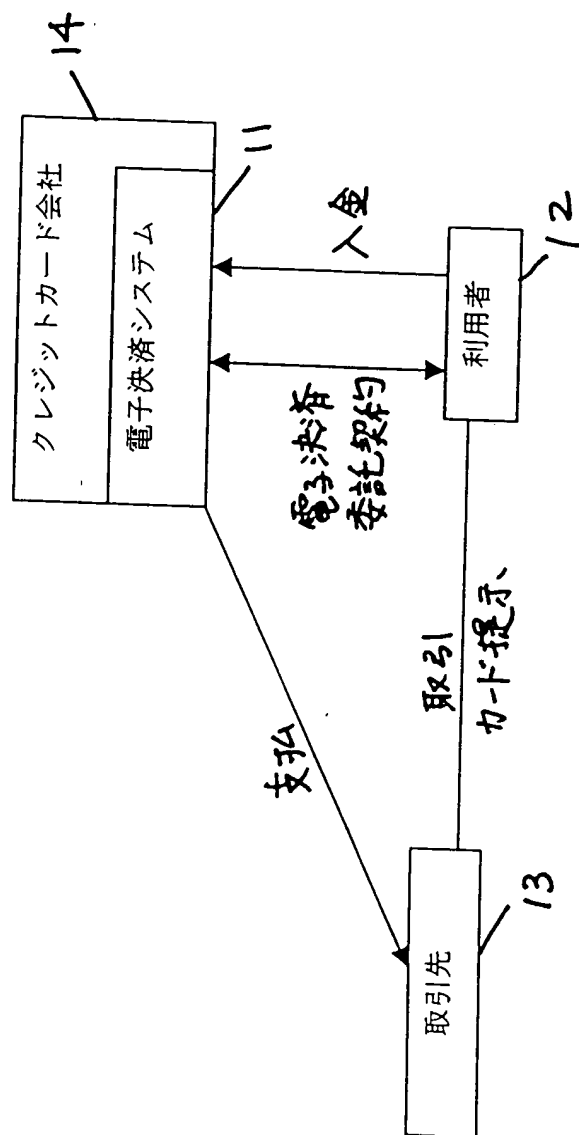 クレジットカード会社
14
電子決済システム
11
電子決済
委託契約
入金
支払
利用者
12
取引
カード提示
取引先
13